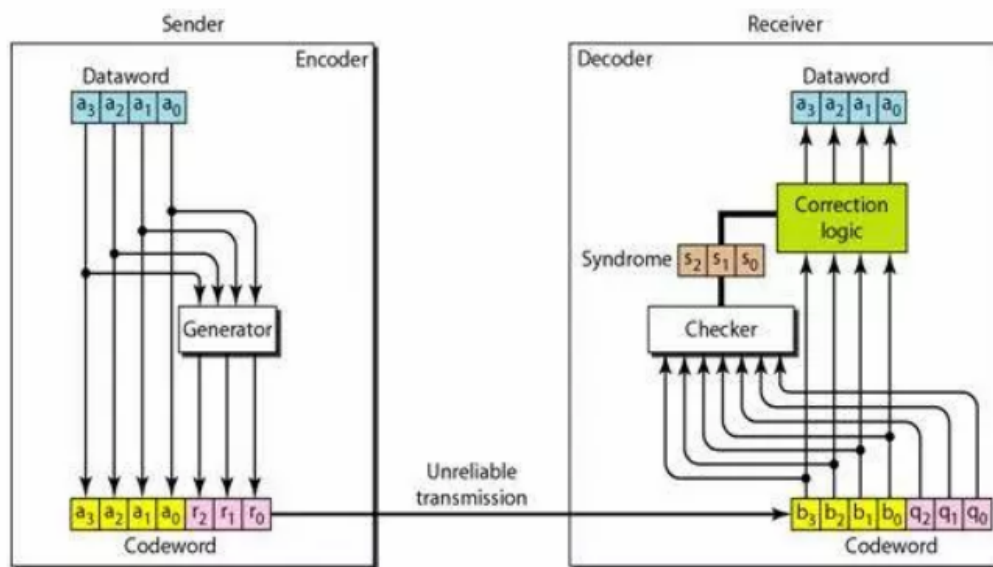 Sender
Receiver
Encoder
Decoder
Dataword
a3 a2 a1 a0
Dataword
a3 a2 a1 a0
Correction
logic
Syndrome s2 s1 s0
Generator
Checker
Unreliable
transmission
a3 a2 a1 a0 r2 r1 r0
Codeword
b3 b2 b1 b0 q2 q1 q0
Codeword